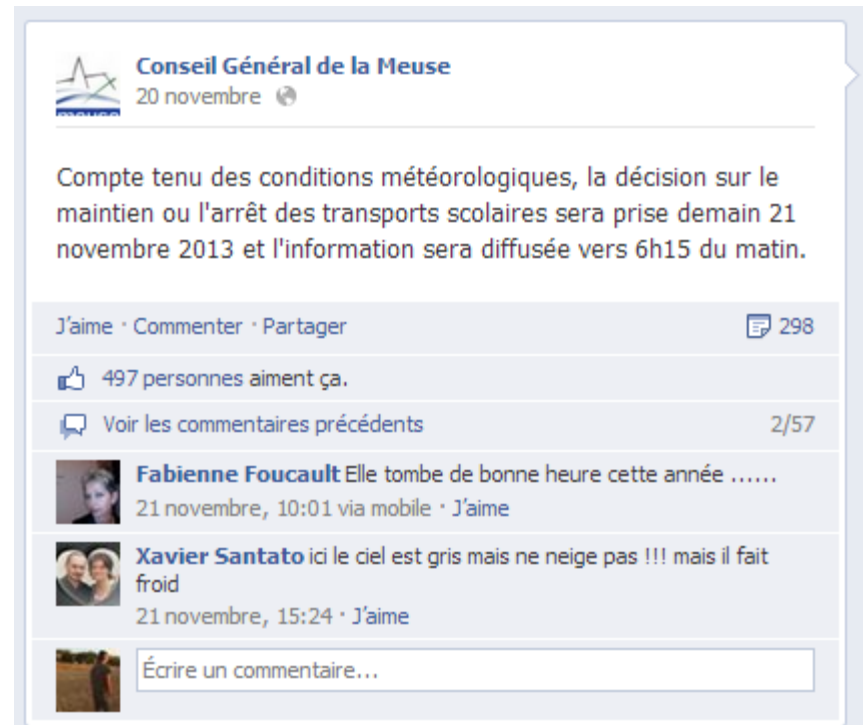 Conseil Général de la Meuse
20 novembre
meuse
Compte tenu des conditions météorologiques, la décision sur le
maintien ou l'arrêt des transports scolaires sera prise demain 21
novembre 2013 et l'information sera diffusée vers 6h15 du matin.
J'aime · Commenter · Partager 298
497 personnes aiment ça.
Voir les commentaires précédents 2/57
Fabienne Foucault Elle tombe de bonne heure cette année ......
21 novembre, 10:01 via mobile · J'aime
Xavier Santato ici le ciel est gris mais ne neige pas !!! mais il fait
froid
21 novembre, 15:24 · J'aime
Écrire un commentaire...